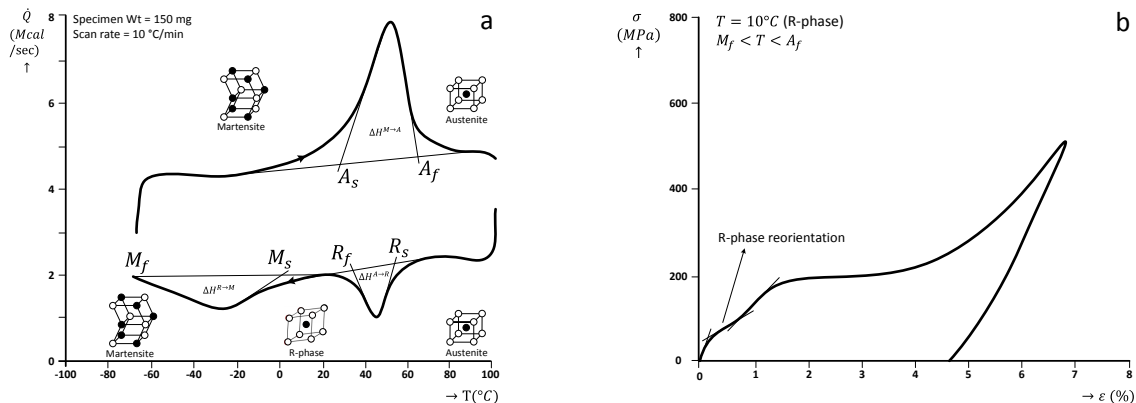 Q̇
(Mcal
/sec)
↑
Specimen Wt = 150 mg
Scan rate = 10 °C/min
a
8
6
4
2
0
Martensite
Austenite
ΔH^{M→A}
A_s
A_f
M_f
M_s
R_f
R_s
ΔH^{R→M}
ΔH^{A→R}
Martensite
R-phase
Austenite
-100 -80 -60 -40 -20 0 20 40 60 80 100
→ T(°C)
σ
(MPa)
↑
T = 10°C (R-phase)
M_f < T < A_f
b
800
600
400
200
0
R-phase reorientation
0 1 2 3 4 5 6 7 8
→ ε (%)